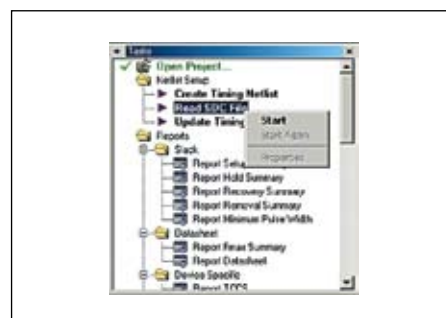 Tasks
Open Project...
Netlist Setup
Create Timing Netlist
Read SDC File
Update Timing
Start
Start Again
Properties
Reports
Slack
Report Setup
Report Hold Summary
Report Recovery Summary
Report Removal Summary
Report Minimum Pulse Width
Datasheet
Report Fmax Summary
Report Datasheet
Device Specific
Report TCCS